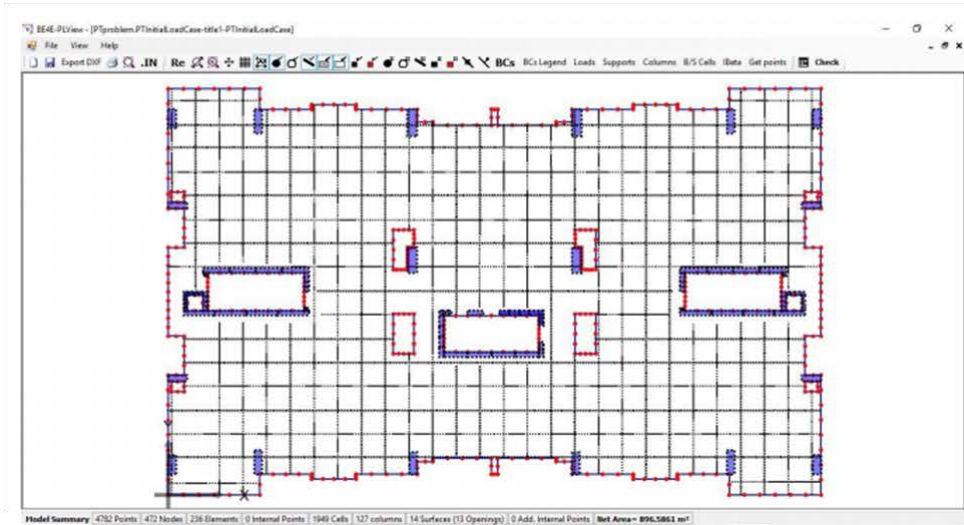 BE4E-PLView - [PTproblem.PTInitialLoadCase-title1-PTInitialLoadCase]
File View Help
Export DXF .IN Re BCs BCs Legend Loads Supports Columns B/S Cells IBeta Get points Check
X
Model Summary 4782 Points 472 Nodes 236 Elements 0 Internal Points 1949 Cells 127 columns 14 Surfaces (13 Openings) 0 Add. Internal Points Net Area= 896.5861 m²